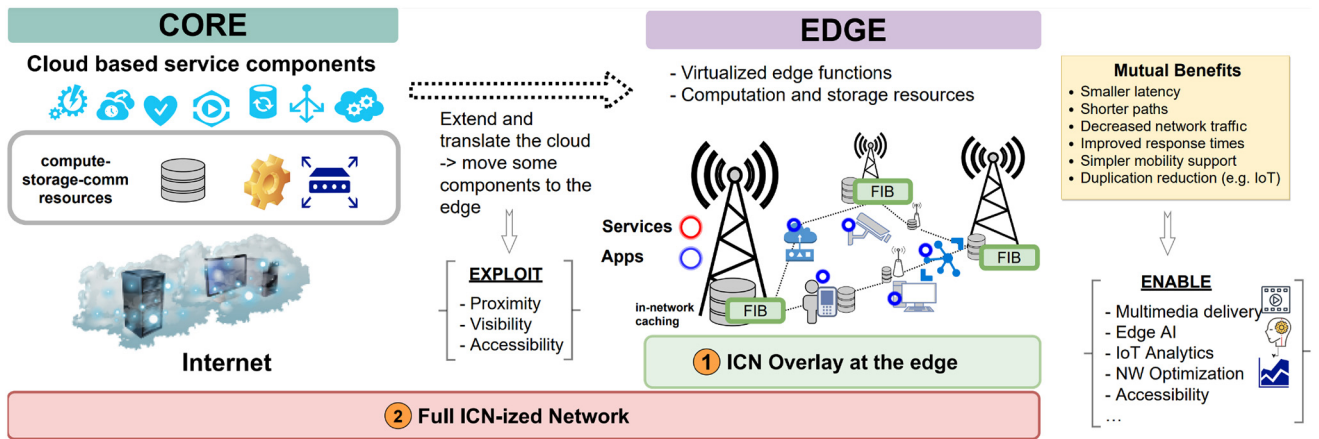 CORE
Cloud based service components
compute-
storage-comm
resources
Internet
Extend and
translate the cloud
-> move some
components to the
edge
EXPLOIT
- Proximity
- Visibility
- Accessibility
EDGE
- Virtualized edge functions
- Computation and storage resources
Services
Apps
in-network
caching
FIB
FIB
FIB
1 ICN Overlay at the edge
2 Full ICN-ized Network
Mutual Benefits
• Smaller latency
• Shorter paths
• Decreased network traffic
• Improved response times
• Simpler mobility support
• Duplication reduction (e.g. IoT)
ENABLE
- Multimedia delivery
- Edge AI
- IoT Analytics
- NW Optimization
- Accessibility
...